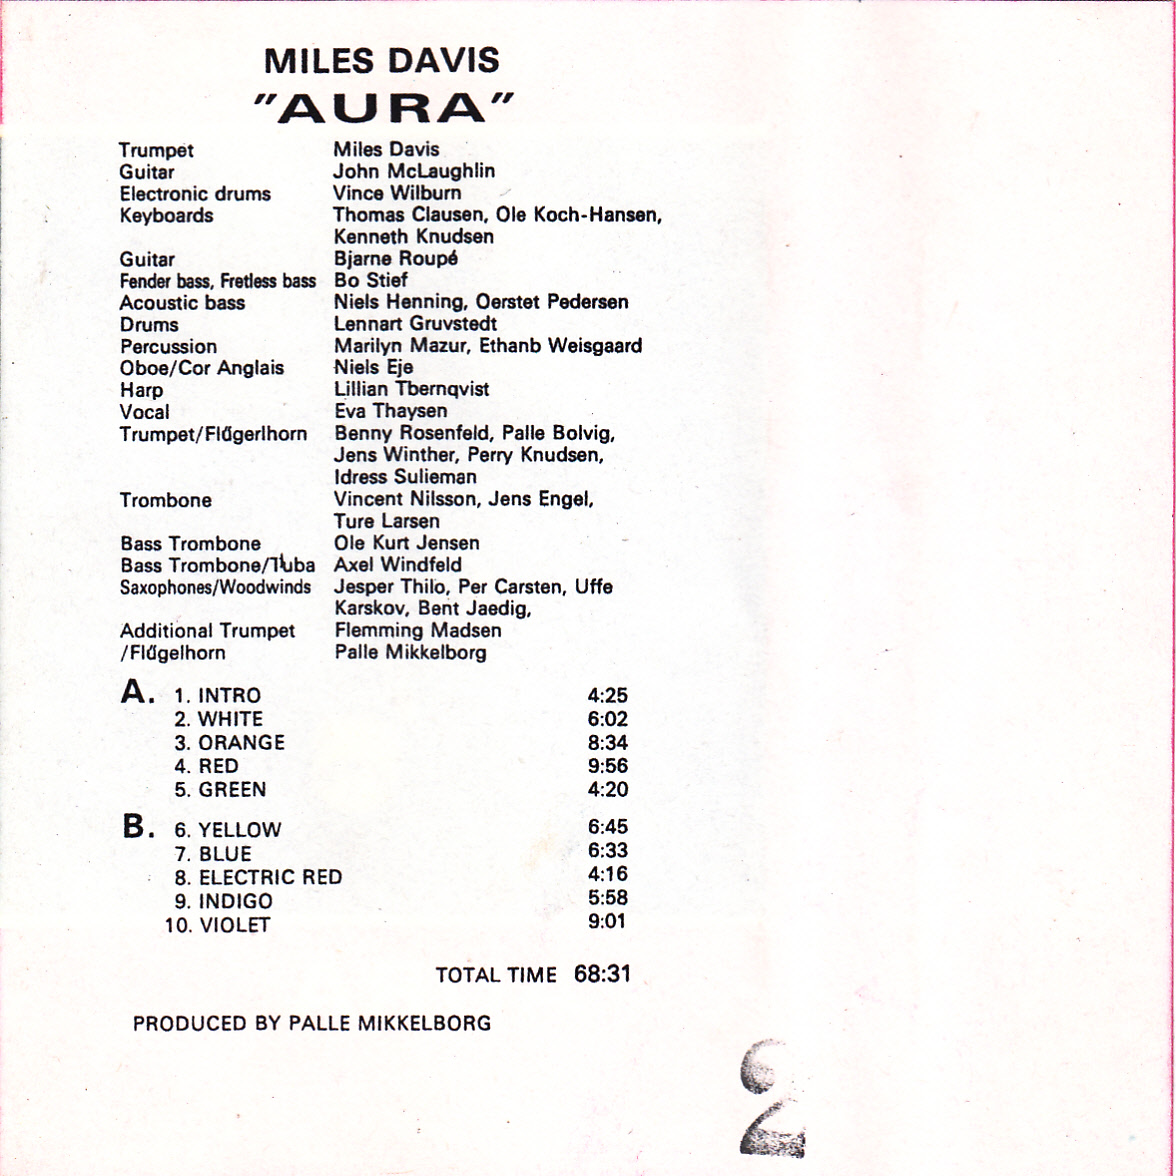 MILES DAVIS
"AURA"
Trumpet Miles Davis
Guitar John McLaughlin
Electronic drums Vince Wilburn
Keyboards Thomas Clausen, Ole Koch-Hansen,
Kenneth Knudsen
Guitar Bjarne Roupé
Fender bass, Fretless bass Bo Stief
Acoustic bass Niels Henning, Oerstet Pedersen
Drums Lennart Gruvstedt
Percussion Marilyn Mazur, Ethanb Weisgaard
Oboe/Cor Anglais Niels Eje
Harp Lillian Tbernqvist
Vocal Eva Thaysen
Trumpet/Flűgerlhorn Benny Rosenfeld, Palle Bolvig,
Jens Winther, Perry Knudsen,
Idress Sulieman
Trombone Vincent Nilsson, Jens Engel,
Ture Larsen
Bass Trombone Ole Kurt Jensen
Bass Trombone/Tuba Axel Windfeld
Saxophones/Woodwinds Jesper Thilo, Per Carsten, Uffe
Karskov, Bent Jaedig,
Additional Trumpet Flemming Madsen
/Flűgelhorn Palle Mikkelborg
A. 1. INTRO 4:25
2. WHITE 6:02
3. ORANGE 8:34
4. RED 9:56
5. GREEN 4:20
B. 6. YELLOW 6:45
7. BLUE 6:33
8. ELECTRIC RED 4:16
9. INDIGO 5:58
10. VIOLET 9:01
TOTAL TIME 68:31
PRODUCED BY PALLE MIKKELBORG
2